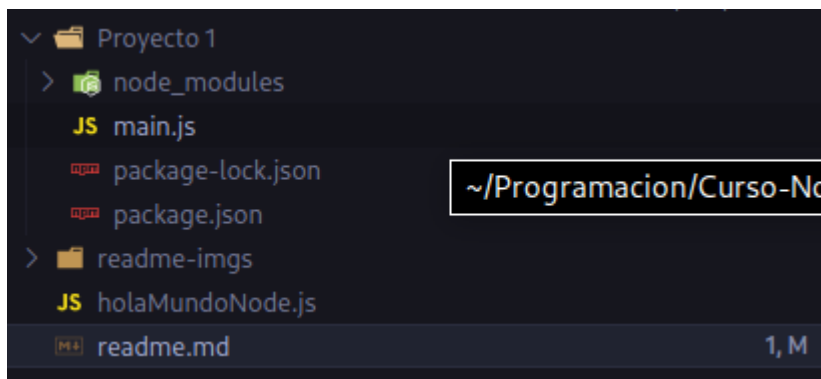 Proyecto 1
node_modules
JS main.js
package-lock.json
~/Programacion/Curso-No
package.json
readme-imgs
JS holaMundoNode.js
readme.md 1, M